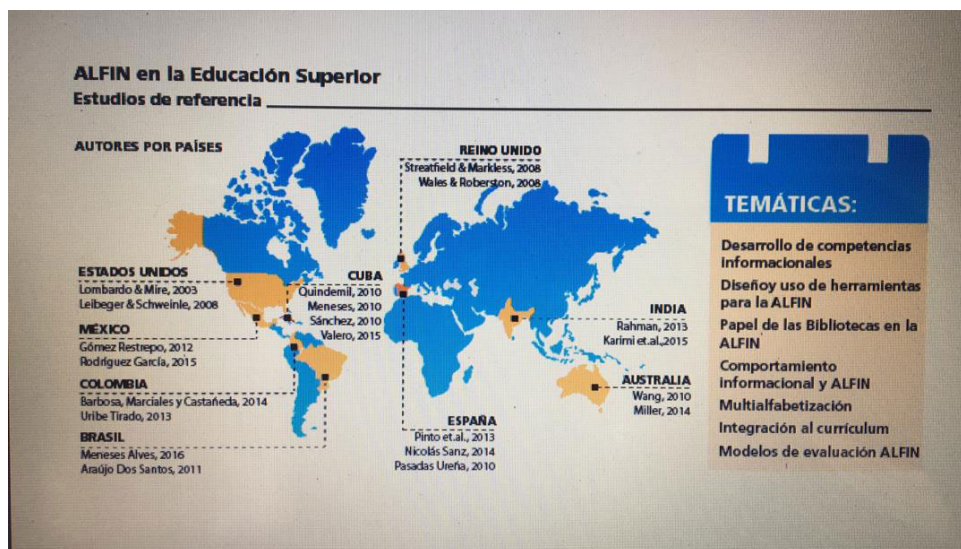 ALFIN en la Educación Superior
Estudios de referencia
AUTORES POR PAÍSES
REINO UNIDO
Streatfield & Markless, 2008
Wales & Roberston, 2008
ESTADOS UNIDOS
Lombardo & Mire, 2003
Leibeger & Schweinle, 2008
CUBA
Quindemil, 2010
Meneses, 2010
Sánchez, 2010
Valero, 2015
MÉXICO
Gómez Restrepo, 2012
Rodríguez García, 2015
INDIA
Rahman, 2013
Karimi et.al.,2015
COLOMBIA
Barbosa, Marciales y Castañeda, 2014
Uribe Tirado, 2013
AUSTRALIA
Wang, 2010
Miller, 2014
BRASIL
Meneses Alves, 2016
Araújo Dos Santos, 2011
ESPAÑA
Pinto et.al., 2013
Nicolás Sanz, 2014
Pasadas Ureña, 2010
TEMÁTICAS:
Desarrollo de competencias
informacionales
Diseñoy uso de herramientas
para la ALFIN
Papel de las Bibliotecas en la
ALFIN
Comportamiento
informacional y ALFIN
Multialfabetización
Integración al currículum
Modelos de evaluación ALFIN